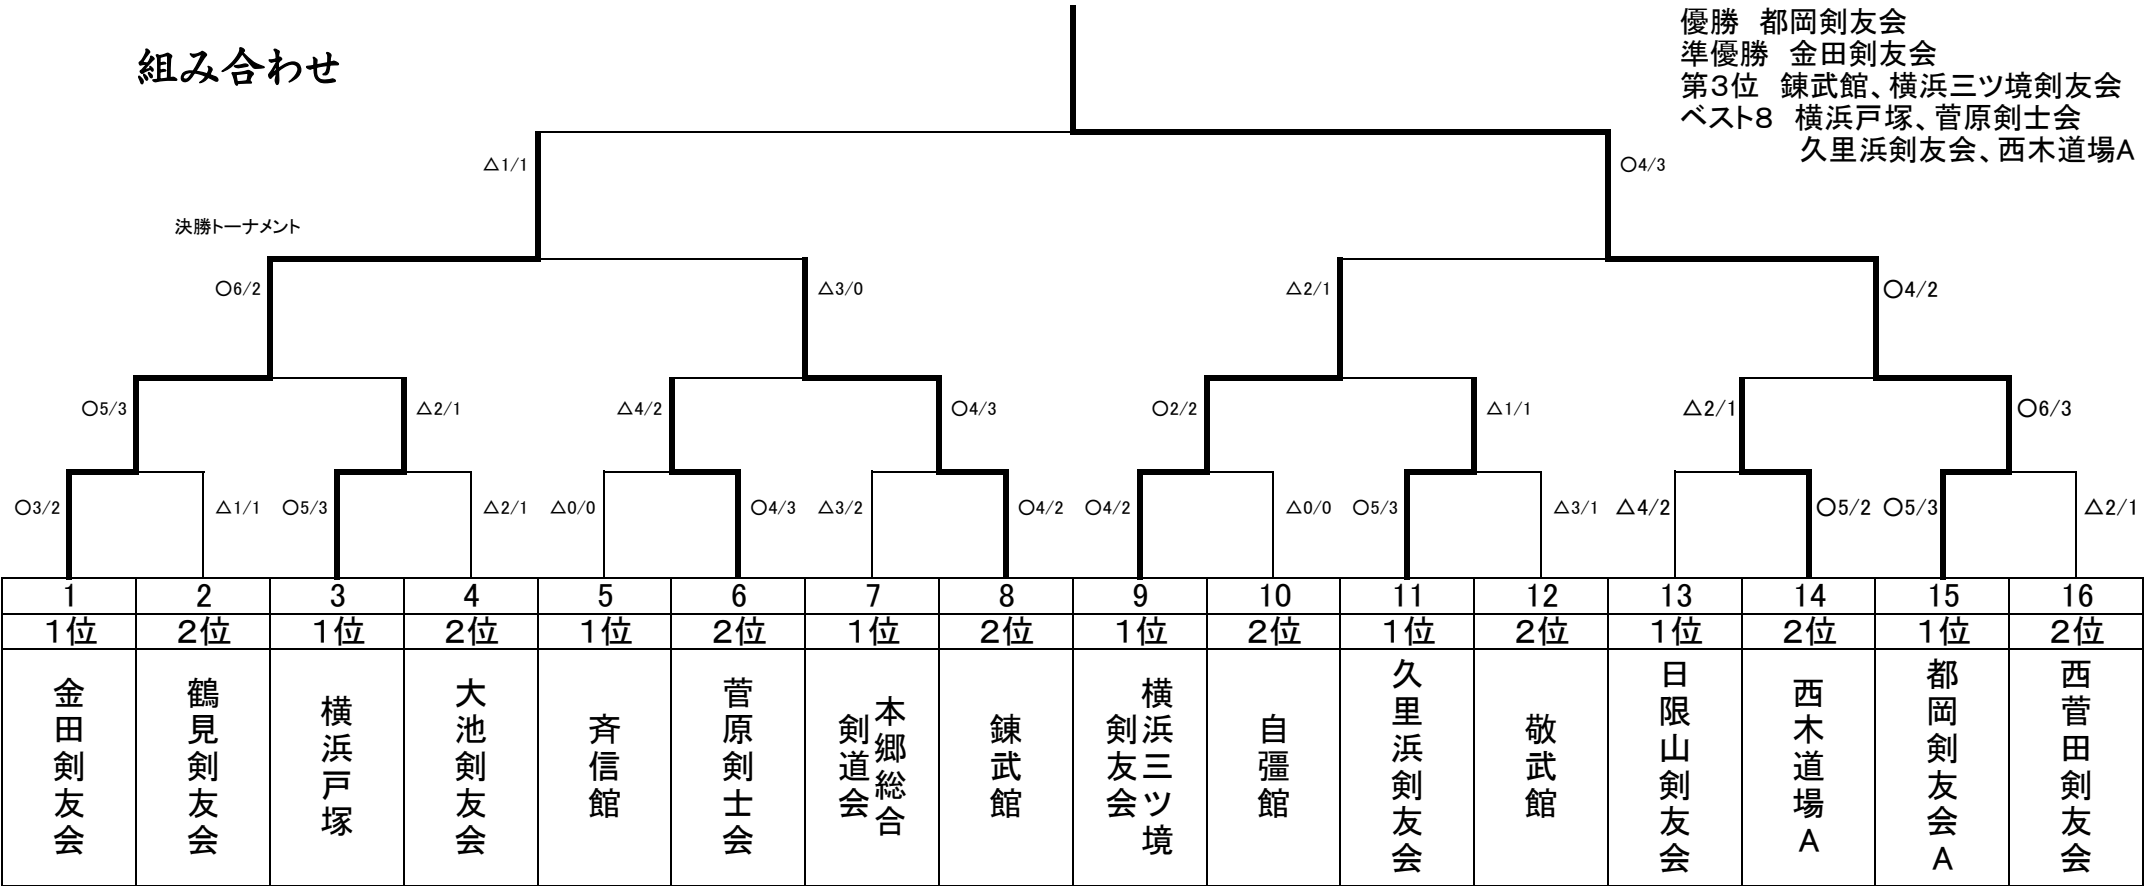 組み合わせ
優勝　都岡剣友会
準優勝　金田剣友会
第3位　錬武館、横浜三ツ境剣友会
ベスト8　横浜戸塚、菅原剣士会
久里浜剣友会、西木道場A
△1/1
○4/3
決勝トーナメント
○6/2
△3/0
△2/1
○4/2
○5/3
△2/1
△4/2
○4/3
○2/2
△1/1
△2/1
○6/3
○3/2
△1/1
○5/3
△2/1
△0/0
○4/3
△3/2
○4/2
○4/2
△0/0
○5/3
△3/1
△4/2
○5/2
○5/3
△2/1
1 2 3 4 5 6 7 8 9 10 11 12 13 14 15 16
1位 2位 1位 2位 1位 2位 1位 2位 1位 2位 1位 2位 1位 2位 1位 2位
金田剣友会
鶴見剣友会
横浜戸塚
大池剣友会
斉信館
菅原剣士会
本郷総合
剣道会
錬武館
横浜三ツ境
剣友会
自彊館
久里浜剣友会
敬武館
日限山剣友会
西木道場A
都岡剣友会A
西菅田剣友会